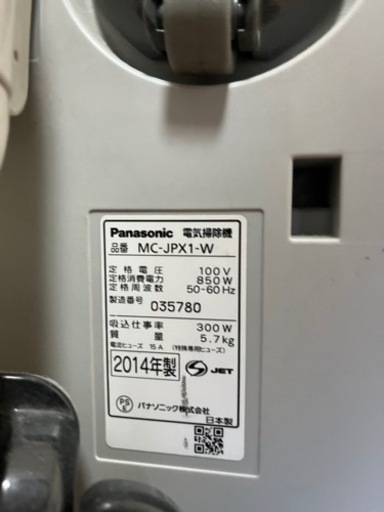 Panasonic 電気掃除機
品番 MC-JPX1-W
定格電圧 100V
定格消費電力 850W
定格周波数 50-60Hz
製造番号 035780
吸込仕事率 300W
質量 5.7kg
電流ヒューズ 15A (特殊専用ヒューズ)
2014年製 S JET
PS E パナソニック株式会社
日本製